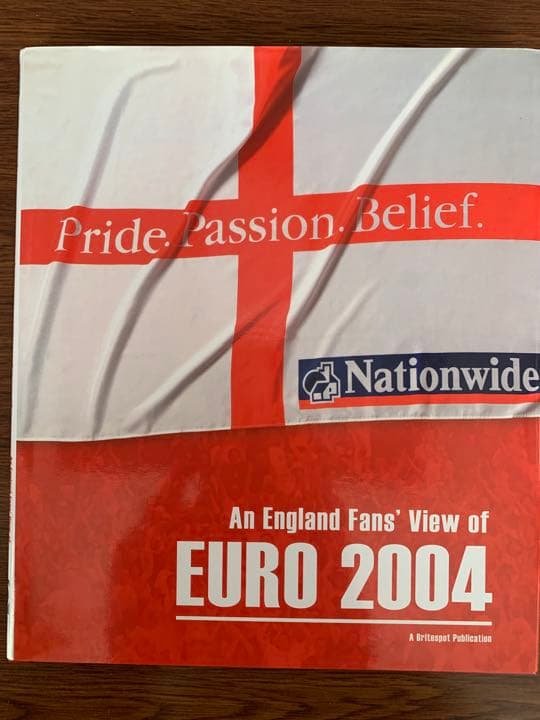 Pride. Passion. Belief.
Nationwide
An England Fans' View of
EURO 2004
A Britespot Publication